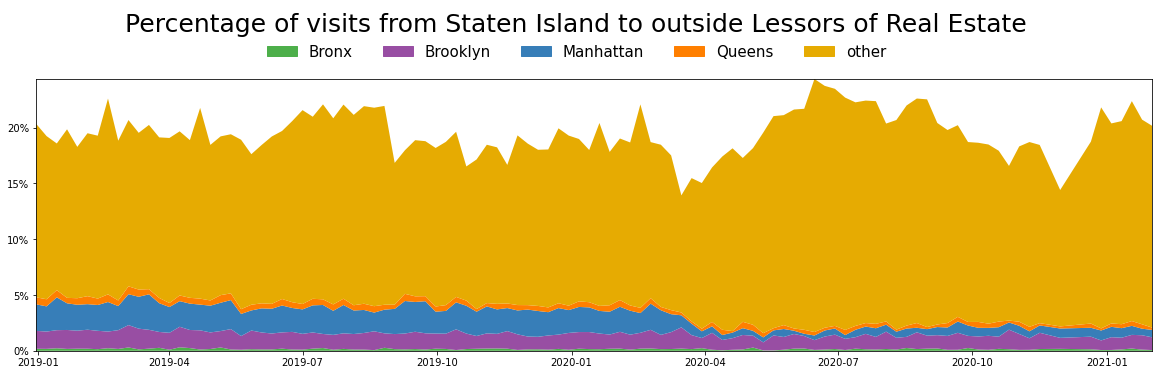 Percentage of visits from Staten Island to outside Lessors of Real Estate
Bronx Brooklyn Manhattan Queens other
20%
15%
10%
5%
0%
2019-01 2019-04 2019-07 2019-10 2020-01 2020-04 2020-07 2020-10 2021-01